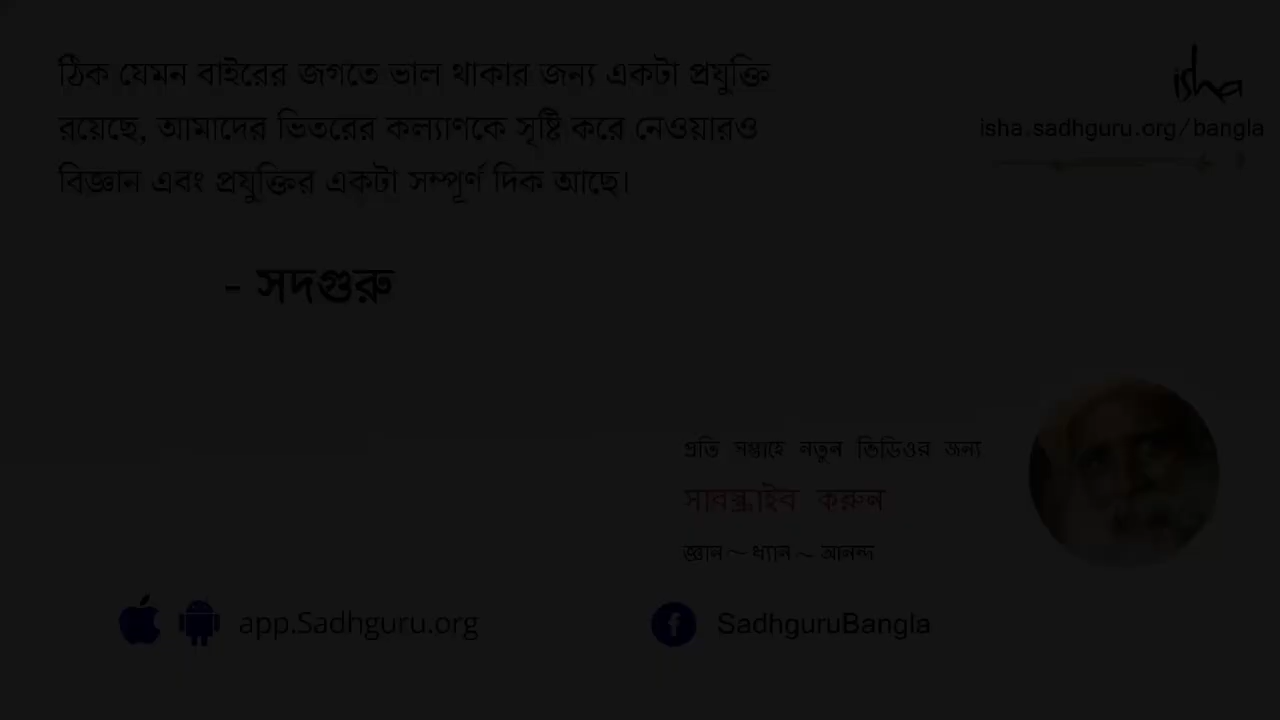 ঠিক যেমন বাইরের জগতে ভাল থাকার জন্য একটা প্রযুক্তি
রয়েছে, আমাদের ভিতরের কল্যাণকে সৃষ্টি করে নেওয়ারও
বিজ্ঞান এবং প্রযুক্তির একটা সম্পূর্ণ দিক আছে।
- সদগুরু
isha
isha.sadhguru.org/bangla
প্রতি সপ্তাহে নতুন ভিডিওর জন্য
সাবস্ক্রাইব করুন
জ্ঞান ~ ধ্যান ~ আনন্দ
app.Sadhguru.org
SadhguruBangla